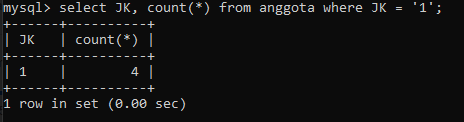 mysql> select JK, count(*) from anggota where JK = '1';
+------+----------+
| JK   | count(*) |
+------+----------+
| 1    |        4 |
+------+----------+
1 row in set (0.00 sec)